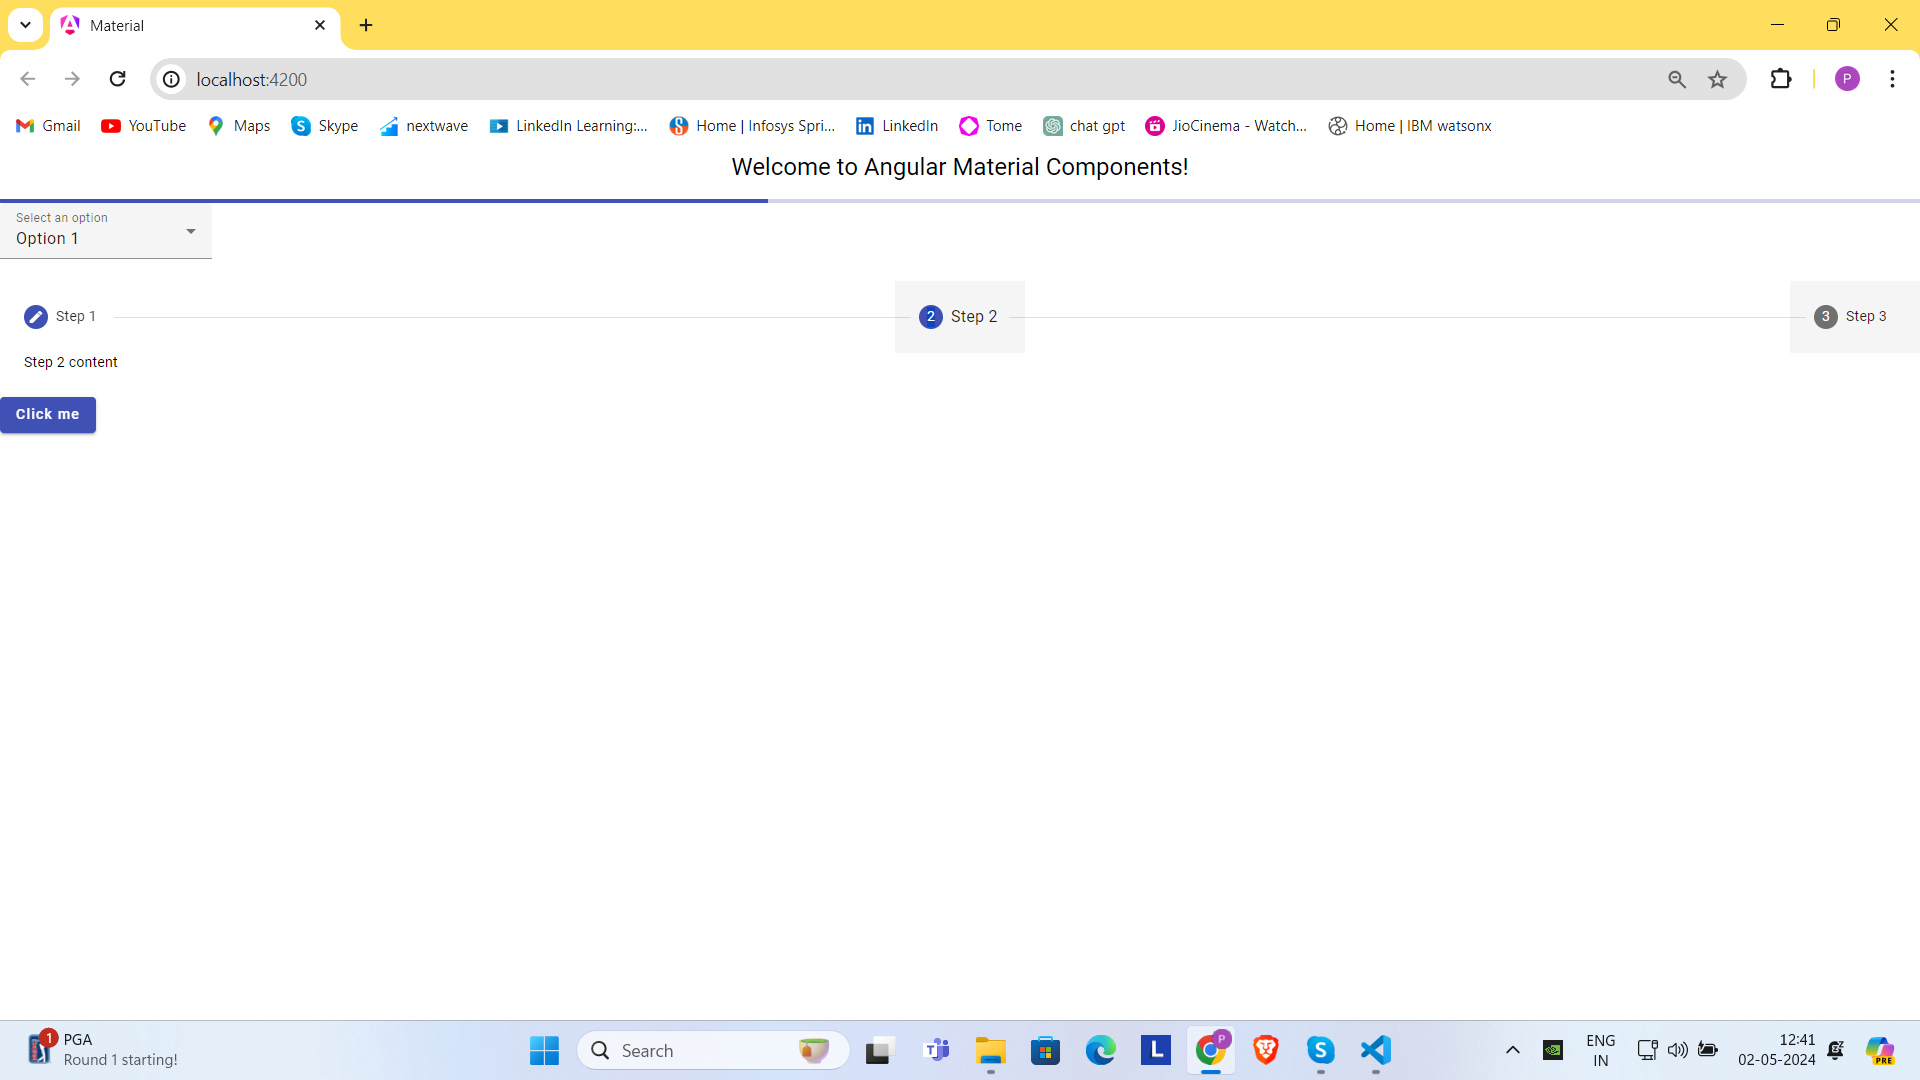 Material
localhost:4200
P
Gmail YouTube Maps Skype nextwave LinkedIn Learning:... Home | Infosys Spri... LinkedIn Tome chat gpt JioCinema - Watch... Home | IBM watsonx
Welcome to Angular Material Components!
Select an option
Option 1
Step 1 2 Step 2 3 Step 3
Step 2 content
Click me
1 PGA
Round 1 starting!
Search
L
P
ENG
IN
12:41
02-05-2024
PRE